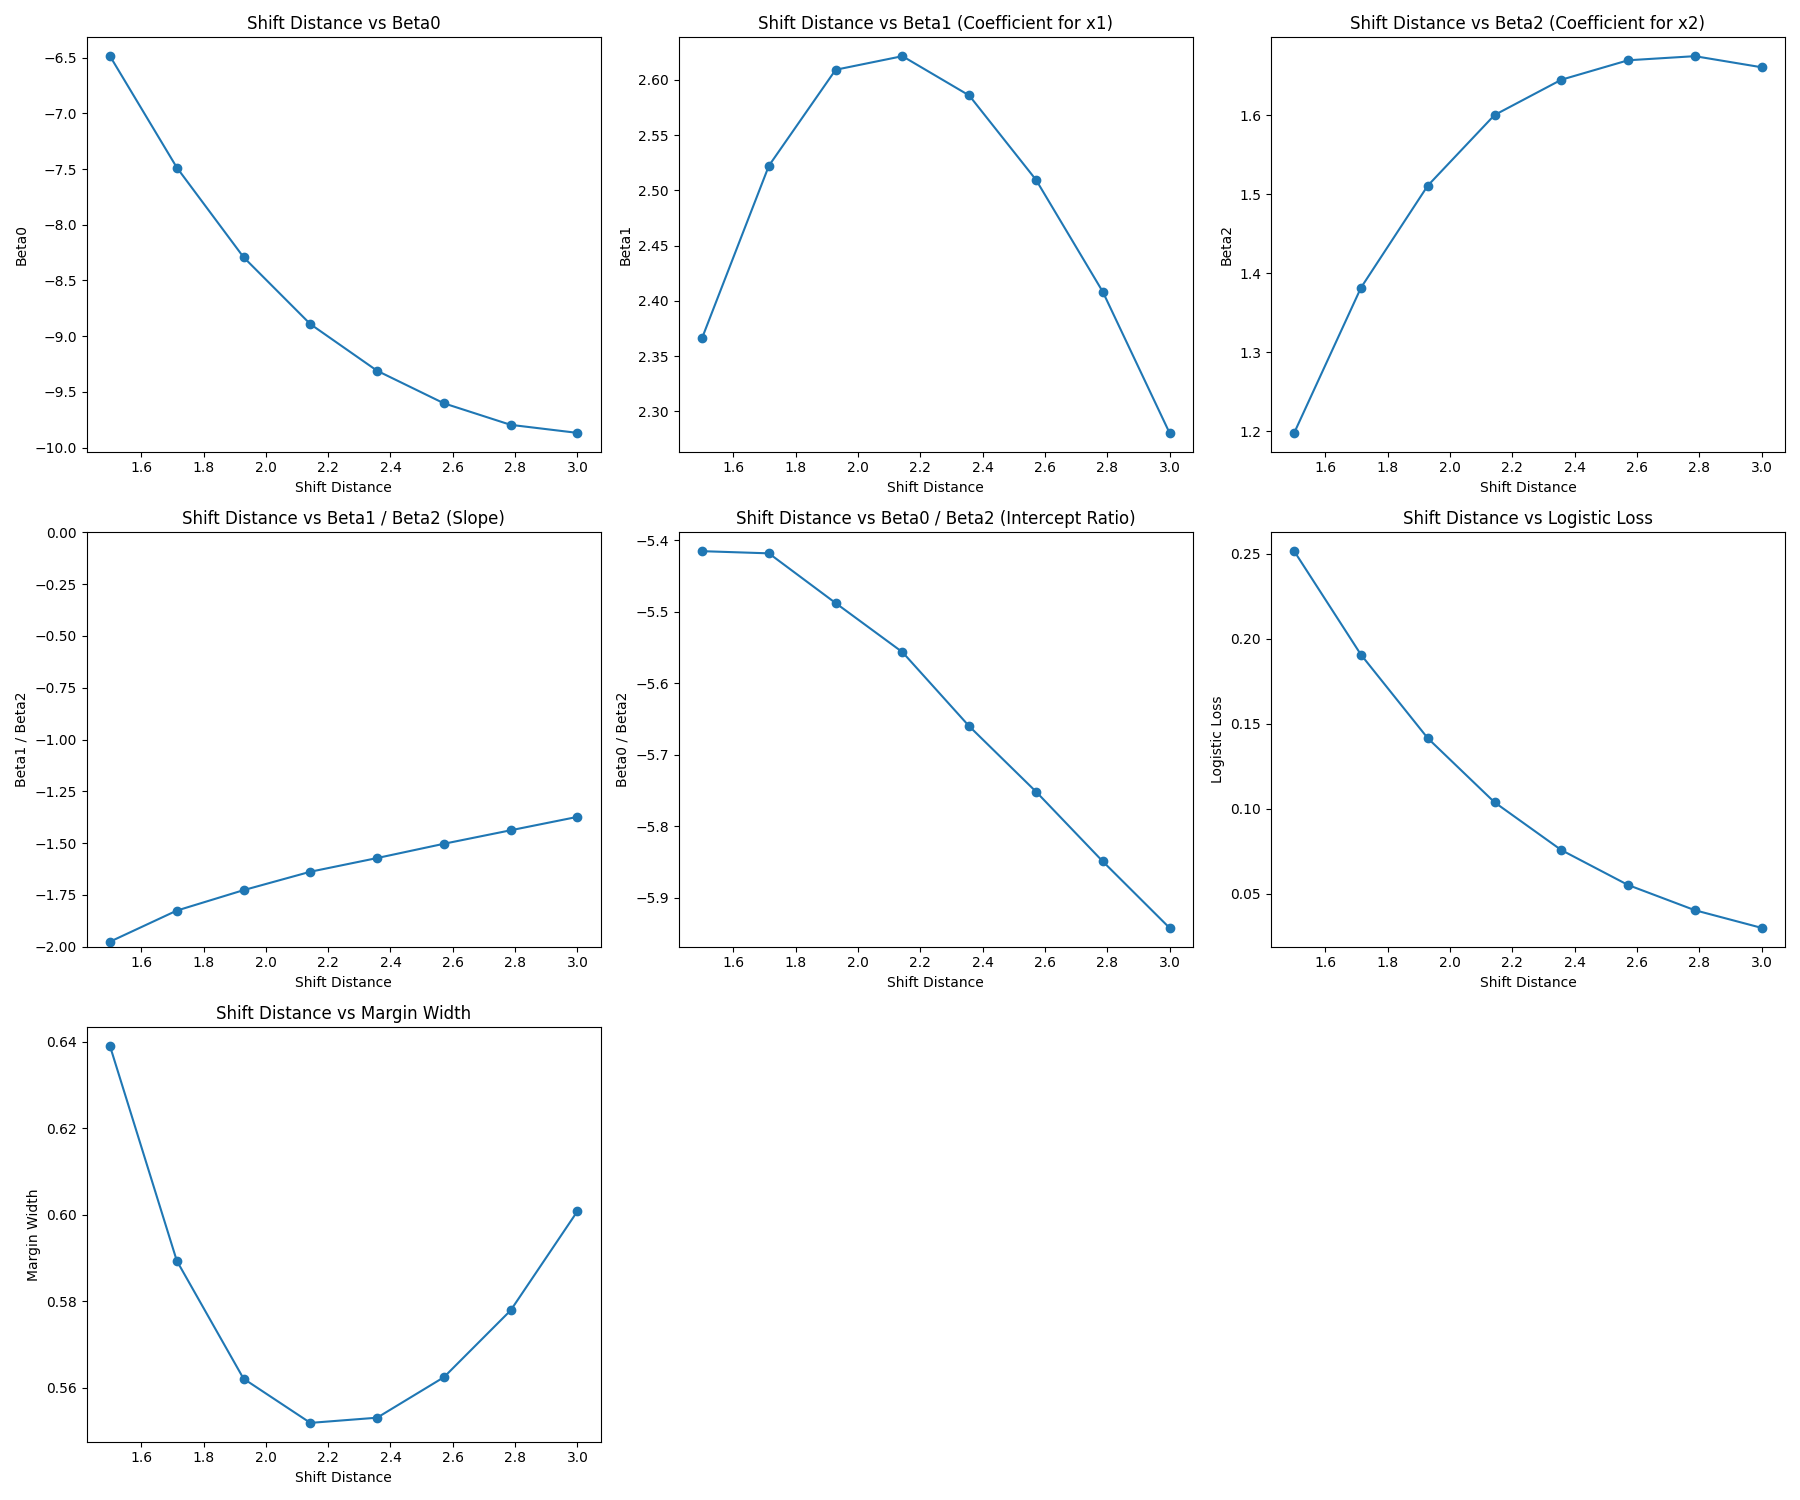 Shift Distance vs Beta0
Beta0
−6.5
−7.0
−7.5
−8.0
−8.5
−9.0
−9.5
−10.0
1.6 1.8 2.0 2.2 2.4 2.6 2.8 3.0
Shift Distance
Shift Distance vs Beta1 (Coefficient for x1)
Beta1
2.60
2.55
2.50
2.45
2.40
2.35
2.30
1.6 1.8 2.0 2.2 2.4 2.6 2.8 3.0
Shift Distance
Shift Distance vs Beta2 (Coefficient for x2)
Beta2
1.6
1.5
1.4
1.3
1.2
1.6 1.8 2.0 2.2 2.4 2.6 2.8 3.0
Shift Distance
Shift Distance vs Beta1 / Beta2 (Slope)
Beta1 / Beta2
0.00
−0.25
−0.50
−0.75
−1.00
−1.25
−1.50
−1.75
−2.00
1.6 1.8 2.0 2.2 2.4 2.6 2.8 3.0
Shift Distance
Shift Distance vs Beta0 / Beta2 (Intercept Ratio)
Beta0 / Beta2
−5.4
−5.5
−5.6
−5.7
−5.8
−5.9
1.6 1.8 2.0 2.2 2.4 2.6 2.8 3.0
Shift Distance
Shift Distance vs Logistic Loss
Logistic Loss
0.25
0.20
0.15
0.10
0.05
1.6 1.8 2.0 2.2 2.4 2.6 2.8 3.0
Shift Distance
Shift Distance vs Margin Width
Margin Width
0.64
0.62
0.60
0.58
0.56
1.6 1.8 2.0 2.2 2.4 2.6 2.8 3.0
Shift Distance